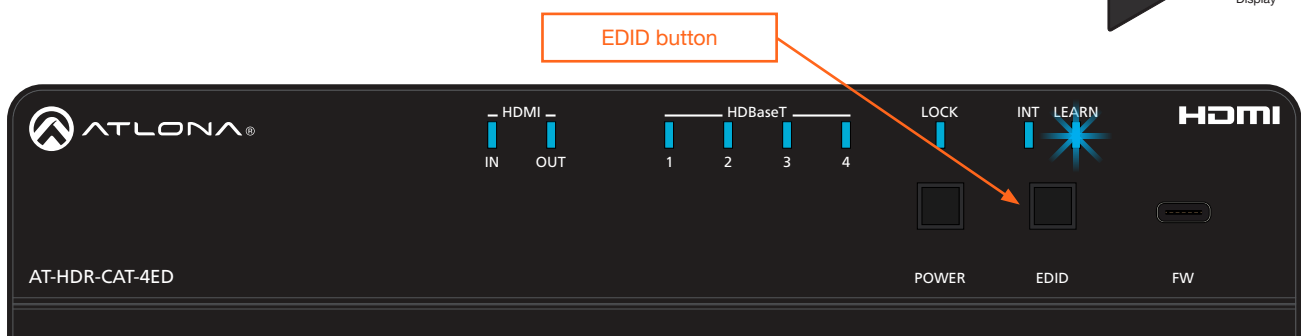 Display
EDID button
ATLONA®
HDMI
HDBaseT
LOCK
INT LEARN
HDMI
IN OUT
1 2 3 4
AT-HDR-CAT-4ED
POWER
EDID
FW